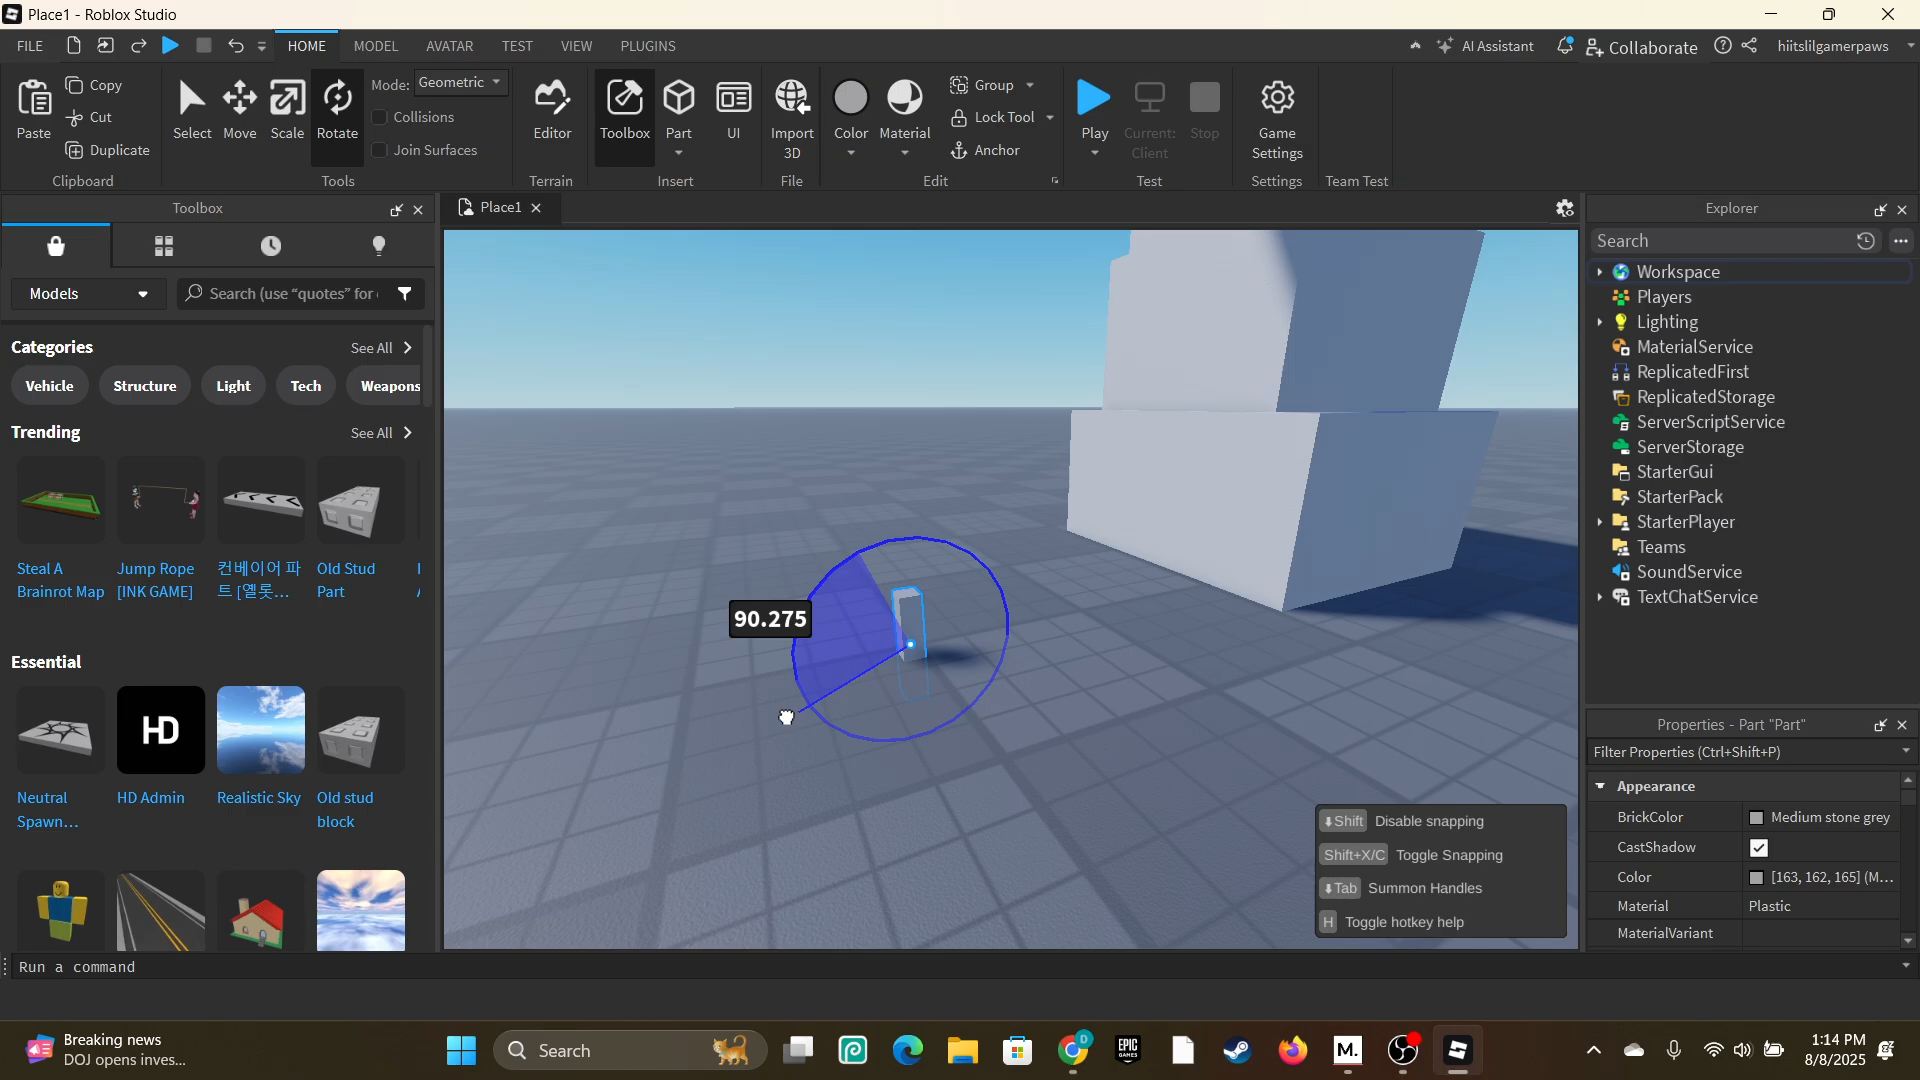 Place1 - Roblox Studio
FILE HOME MODEL AVATAR TEST VIEW PLUGINS AI Assistant Collaborate hiitslilgamerpaws
Paste Copy Cut Duplicate Clipboard
Select Move Scale Rotate Mode: Geometric Collisions Join Surfaces Tools
Editor Terrain
Toolbox Part UI Insert
Import 3D File
Color Material Group Lock Tool Anchor Edit
Play Current: Client Stop Test
Game Settings Settings
Team Test
Toolbox
Models Search (use “quotes” for
Categories See All
Vehicle Structure Light Tech Weapons
Trending See All
Steal A Brainrot Map
Jump Rope [INK GAME]
컨베이어 파트 [옐롯...
Old Stud Part
Essential
HD
Neutral Spawn...
HD Admin
Realistic Sky
Old stud block
Place1
90.275
Shift Disable snapping
Shift+X/C Toggle Snapping
Tab Summon Handles
H Toggle hotkey help
Explorer
Search
Workspace
Players
Lighting
MaterialService
ReplicatedFirst
ReplicatedStorage
ServerScriptService
ServerStorage
StarterGui
StarterPack
StarterPlayer
Teams
SoundService
TextChatService
Properties - Part "Part"
Filter Properties (Ctrl+Shift+P)
Appearance
BrickColor Medium stone grey
CastShadow
Color [163, 162, 165] (M...
Material Plastic
MaterialVariant
Run a command
Breaking news
DOJ opens inves...
Search
EPIC GAMES
M.
D
1:14 PM
8/8/2025